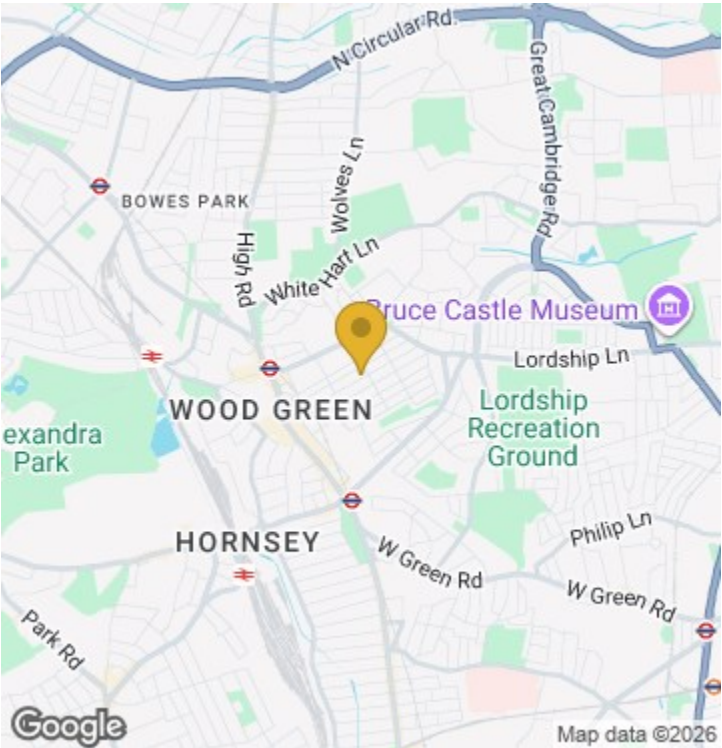 N Circular Rd.
Great Cambridge Rd
Wolves Ln
BOWES PARK
High Rd
White Hart Ln
Bruce Castle Museum
Lordship Ln
WOOD GREEN
Lordship
Recreation
Ground
exandra
Park
HORNSEY
Philip Ln
W Green Rd
W Green Rd
Park Rd
Google
Map data ©2026